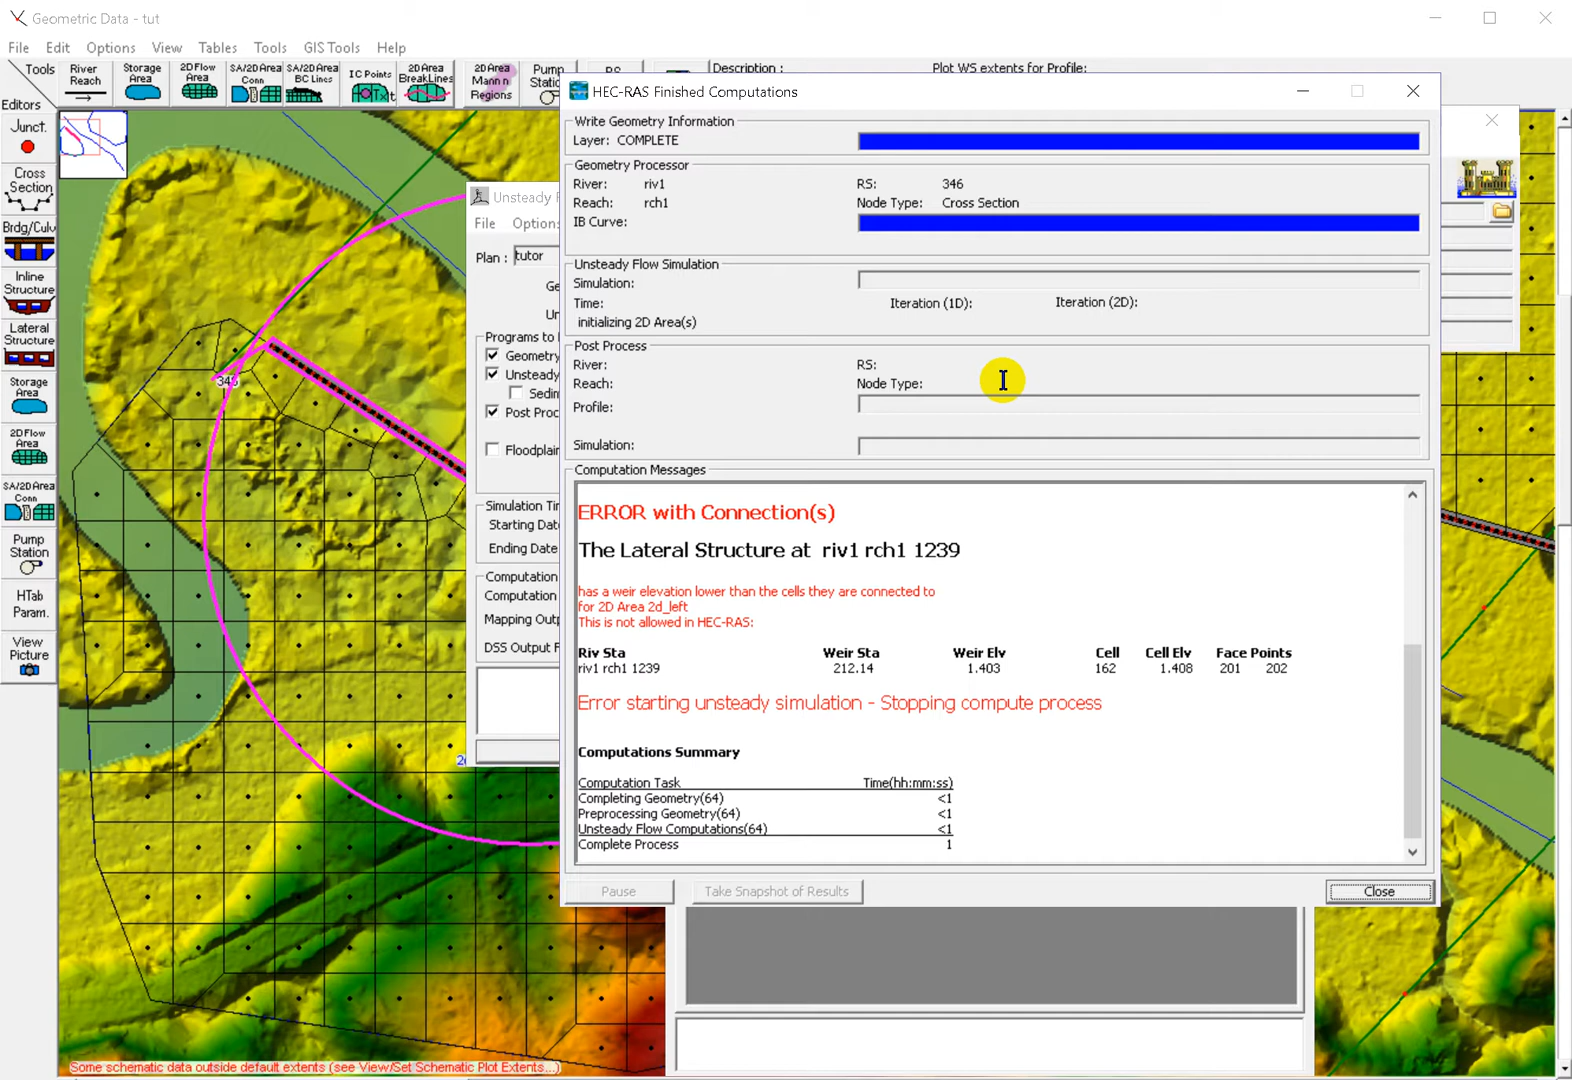 Geometric Data - tut
File Edit Options View Tables Tools GIS Tools Help
Tools
Editors
River
Reach
Storage
Area
2D Flow
Area
SA/2D Area
Conn
SA/2D Area
BC Lines
IC Points
2D Area
BreakLines
2D Area
Mann n
Regions
Pump
Description :
Plot WS extents for Profile:
Junct.
Cross
Section
Brdg/Culv
Inline
Structure
Lateral
Structure
Storage
Area
2D Flow
Area
SA/2D Area
Conn
Pump
Station
HTab
Param.
View
Picture
Unsteady
File Option
Plan : tutor
Programs to
Geometry
Unsteady
Post Proc
Floodplain
Simulation
Starting Date
Ending Date
Computation
Computation
Mapping
DSS Output
HEC-RAS Finished Computations
Write Geometry Information
Layer: COMPLETE
Geometry Processor
River: riv1 RS: 346
Reach: rch1 Node Type: Cross Section
IB Curve:
Unsteady Flow Simulation
Simulation:
Time: Iteration (1D): Iteration (2D):
initializing 2D Area(s)
Post Process
River: RS:
Reach: Node Type:
Profile:
Simulation:
Computation Messages
ERROR with Connection(s)
The Lateral Structure at riv1 rch1 1239
has a weir elevation lower than the cells they are connected to
for 2D Area 2d_left
This is not allowed in HEC-RAS:
Riv Sta Weir Sta Weir Elv Cell Cell Elv Face Points
riv1 rch1 1239 212.14 1.403 162 1.408 201 202
Error starting unsteady simulation - Stopping compute process
Computations Summary
Computation Task Time(hh:mm:ss)
Completing Geometry(64) <1
Preprocessing Geometry(64) <1
Unsteady Flow Computations(64) <1
Complete Process 1
Pause Take Snapshot of Results Close
Some schematic data outside default extents (see View/Set Schematic Plot Extents...)